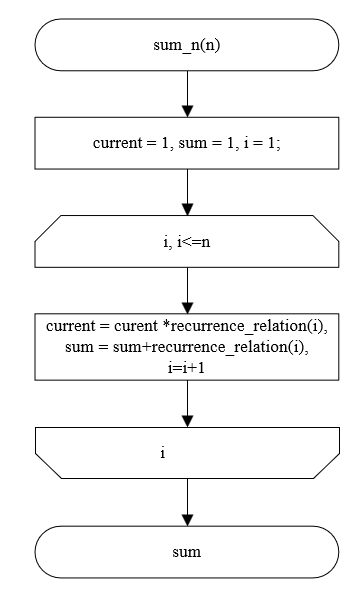 sum_n(n)
current = 1, sum = 1, i = 1;
i, i<=n
current = curent *recurrence_relation(i),
sum = sum+recurrence_relation(i),
i=i+1
i
sum